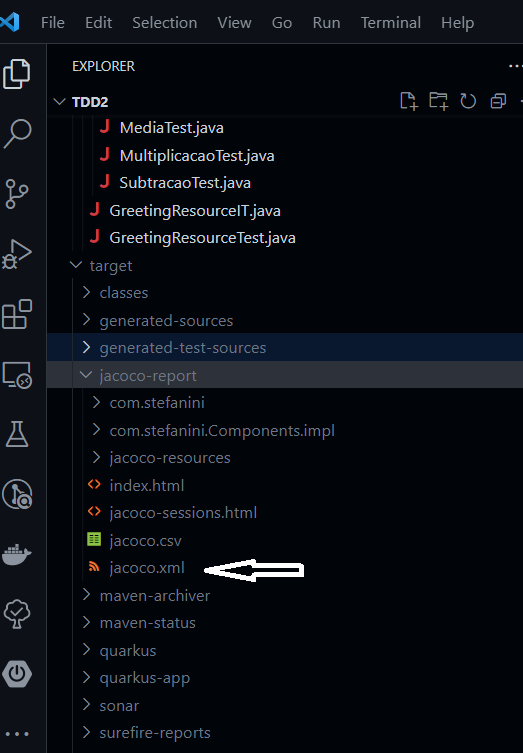 File Edit Selection View Go Run Terminal Help
EXPLORER
TDD2
MediaTest.java
MultiplicacaoTest.java
SubtracaoTest.java
GreetingResourceIT.java
GreetingResourceTest.java
target
classes
generated-sources
generated-test-sources
jacoco-report
com.stefanini
com.stefanini.Components.impl
jacoco-resources
index.html
jacoco-sessions.html
jacoco.csv
jacoco.xml
maven-archiver
maven-status
quarkus
quarkus-app
sonar
surefire-reports